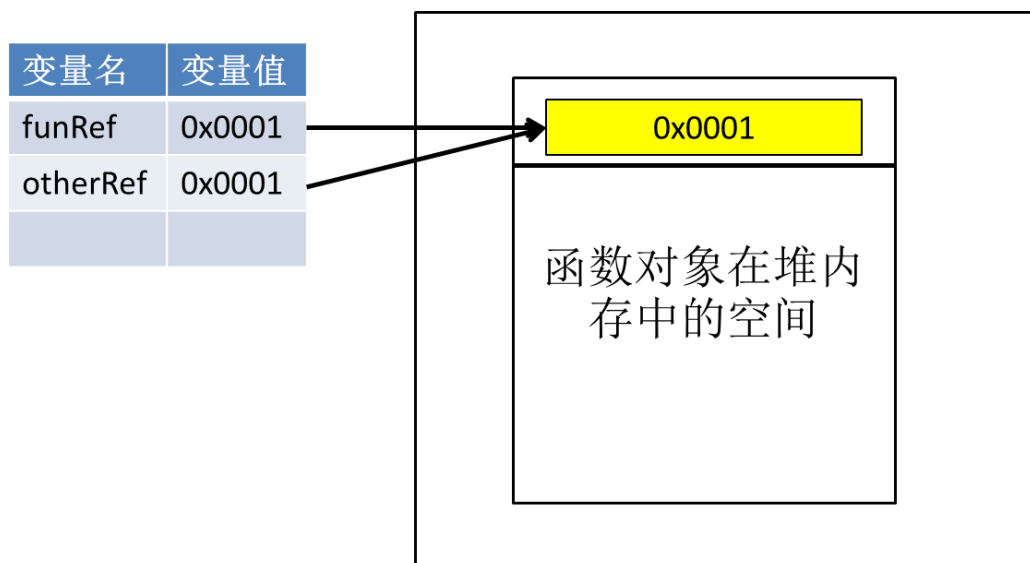 变量名 变量值
funRef 0x0001
otherRef 0x0001
0x0001
函数对象在堆内
存中的空间